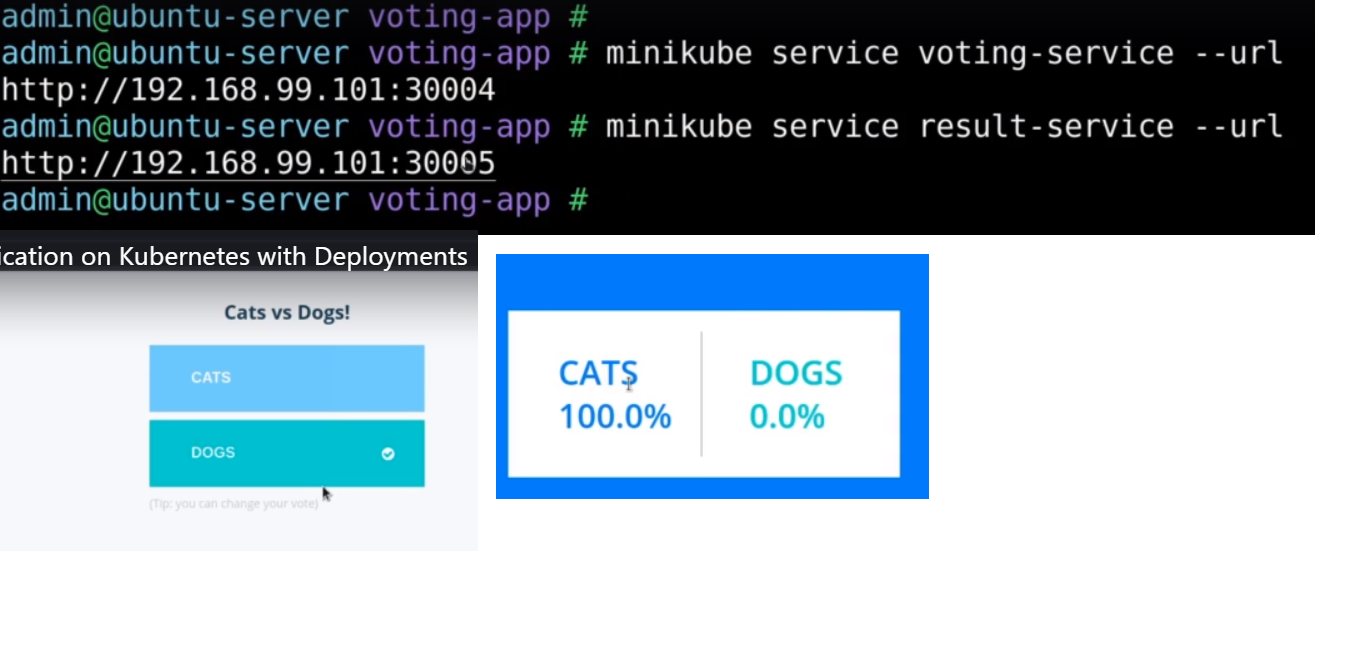 admin@ubuntu-server voting-app #
admin@ubuntu-server voting-app # minikube service voting-service --url
http://192.168.99.101:30004
admin@ubuntu-server voting-app # minikube service result-service --url
http://192.168.99.101:30005
admin@ubuntu-server voting-app #
ication on Kubernetes with Deployments
Cats vs Dogs!
CATS
DOGS
(Tip: you can change your vote)
CATS DOGS
100.0% 0.0%